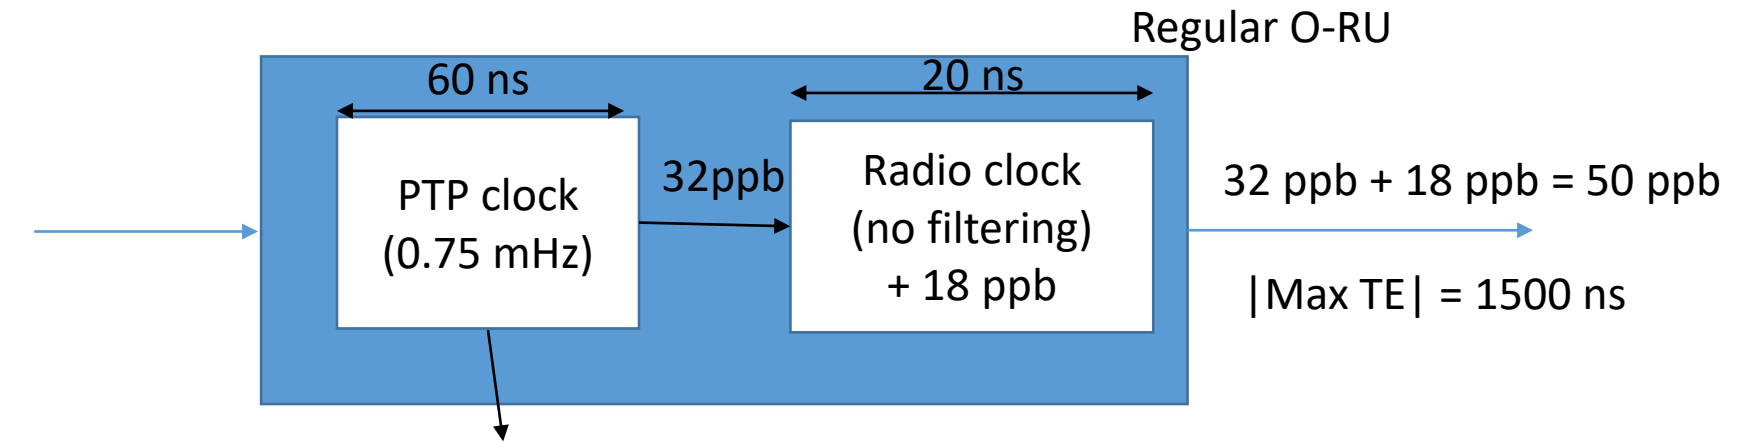 Regular O-RU
60 ns
20 ns
PTP clock
(0.75 mHz)
32ppb
Radio clock
(no filtering)
+ 18 ppb
32 ppb + 18 ppb = 50 ppb
|Max TE| = 1500 ns